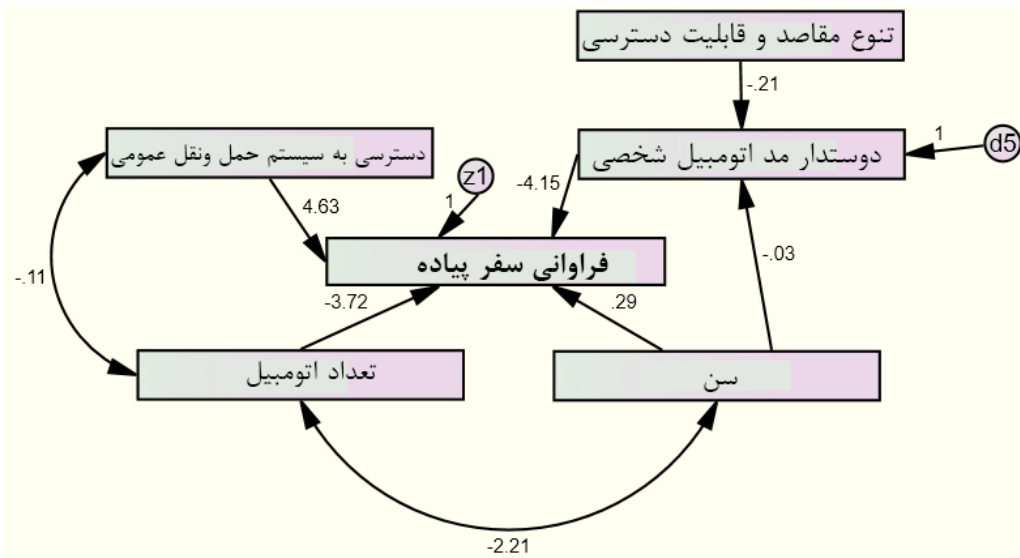 تنوع مقاصد و قابلیت دسترسی
-.21
دسترسی به سیستم حمل ونقل عمومی
دوستدار مد اتومبیل شخصی
1
d5
z1
1
4.63
-4.15
فراوانی سفر پیاده
-.11
-3.72
.29
-.03
تعداد اتومبیل
سن
-2.21